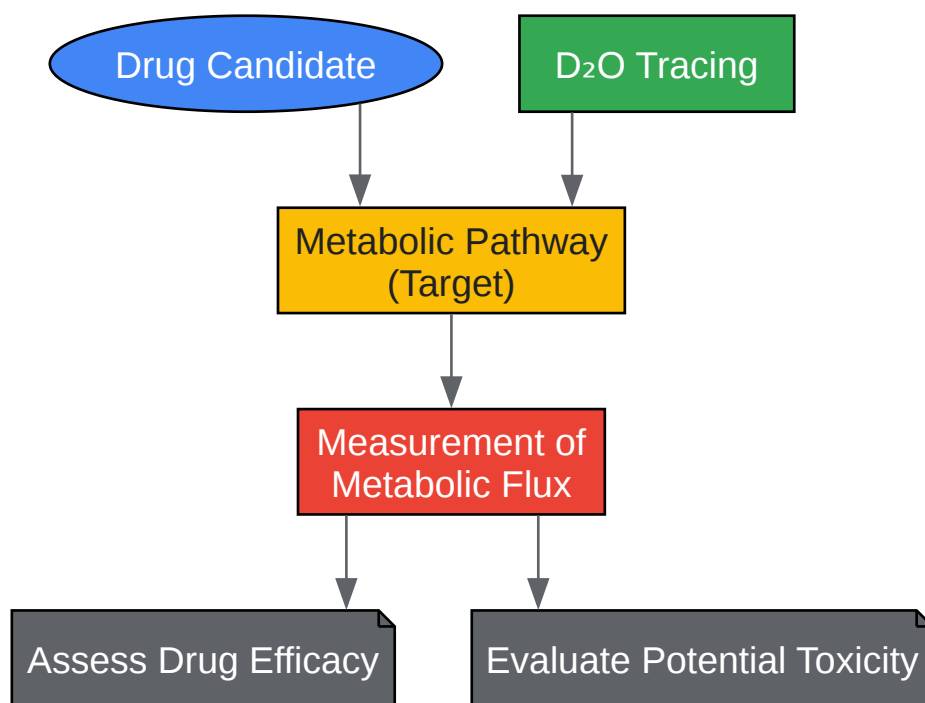 Drug Candidate
D₂O Tracing
Metabolic Pathway
(Target)
Measurement of
Metabolic Flux
Assess Drug Efficacy
Evaluate Potential Toxicity